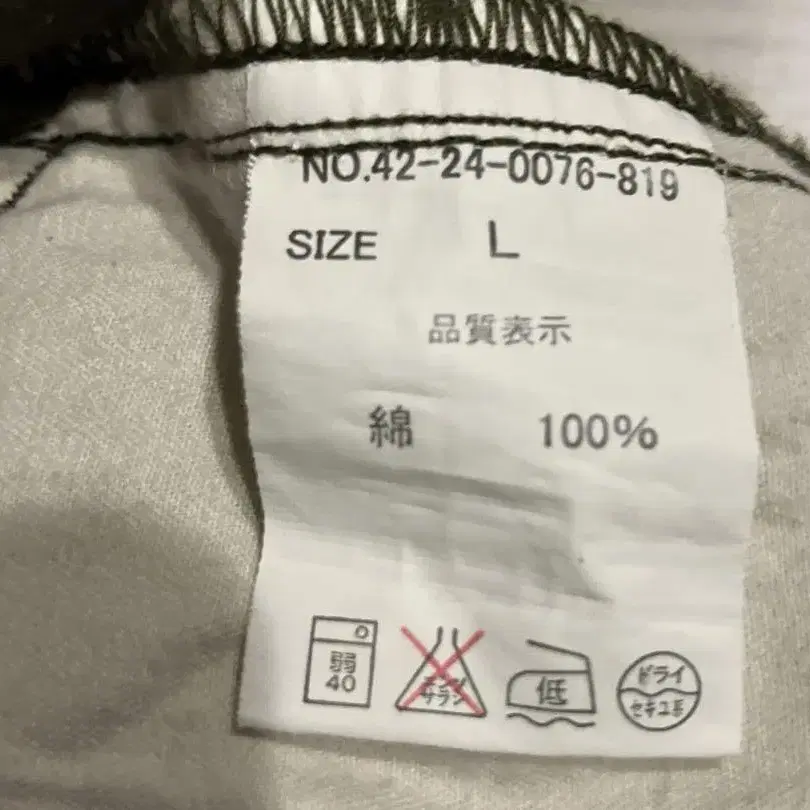 NO.42-24-0076-819
SIZE L
品質表示
綿 100%
弱
40
エンソ
サラシ
低
ドライ
セキユ系